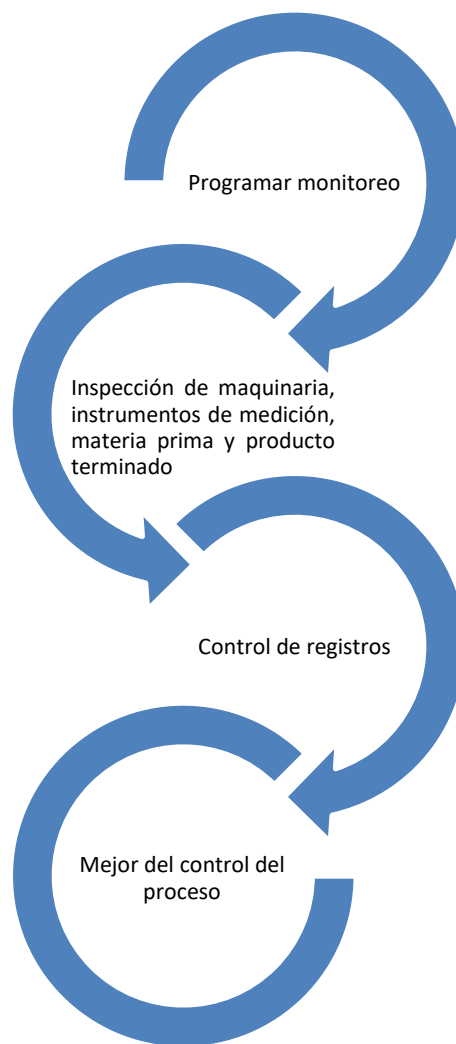 Programar monitoreo
Inspección de maquinaria,
instrumentos de medición,
materia prima y producto
terminado
Control de registros
Mejor del control del
proceso